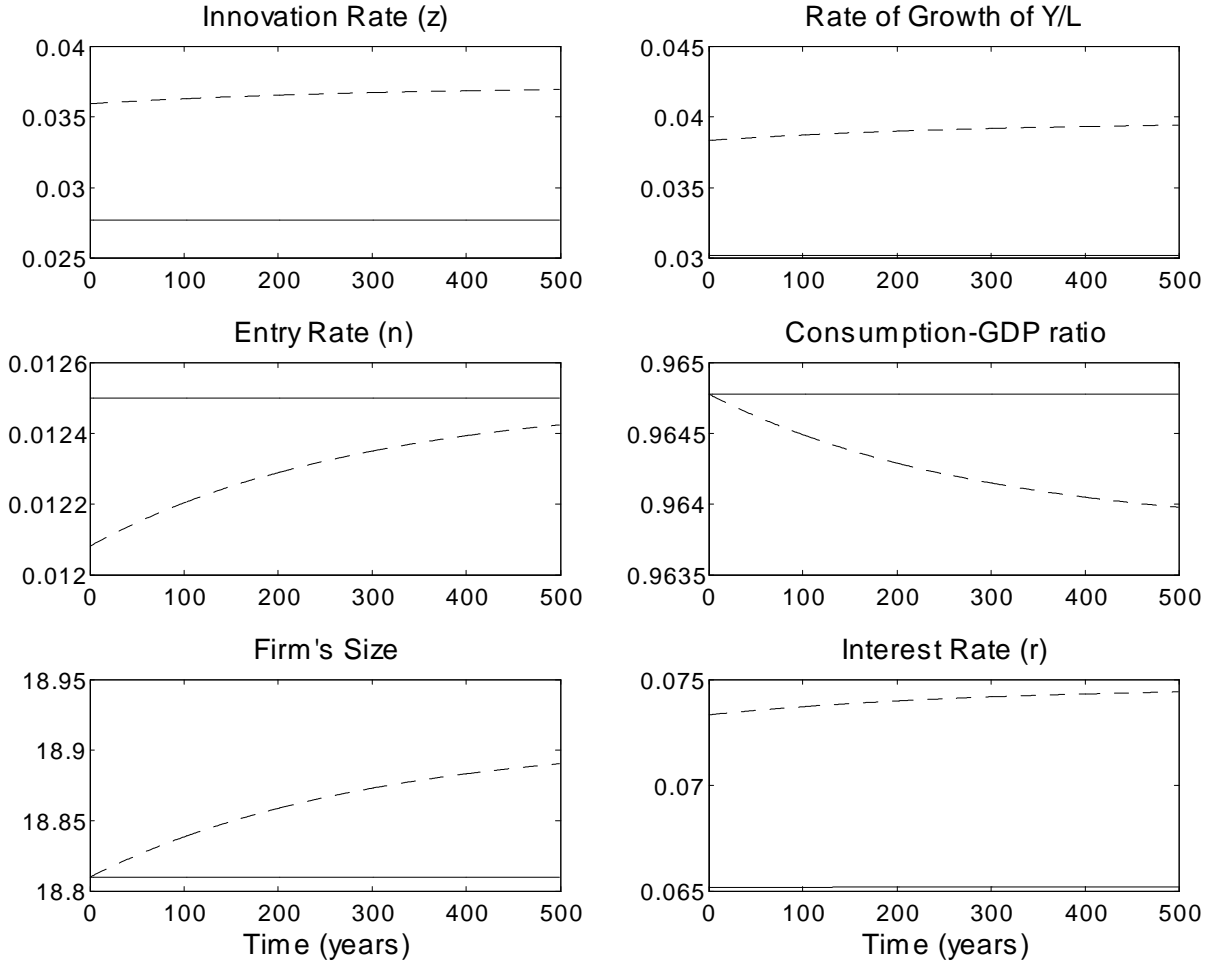 Innovation Rate (z)
0.04
0.035
0.03
0.025
0 100 200 300 400 500
Rate of Growth of Y/L
0.045
0.04
0.035
0.03
0 100 200 300 400 500
Entry Rate (n)
0.0126
0.0124
0.0122
0.012
0 100 200 300 400 500
Consumption-GDP ratio
0.965
0.9645
0.964
0.9635
0 100 200 300 400 500
Firm's Size
18.95
18.9
18.85
18.8
0 100 200 300 400 500
Time (years)
Interest Rate (r)
0.075
0.07
0.065
0 100 200 300 400 500
Time (years)